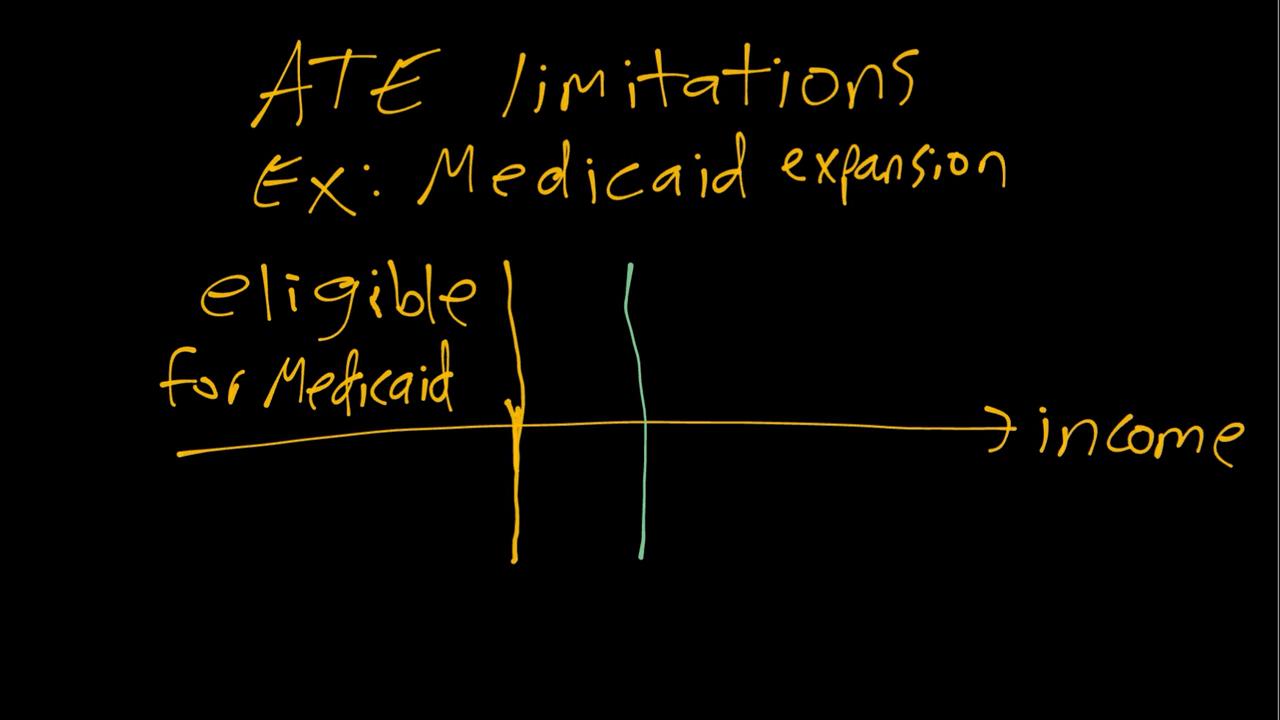 ATE limitations
Ex: Medicaid expansion
eligible
for Medicaid
income